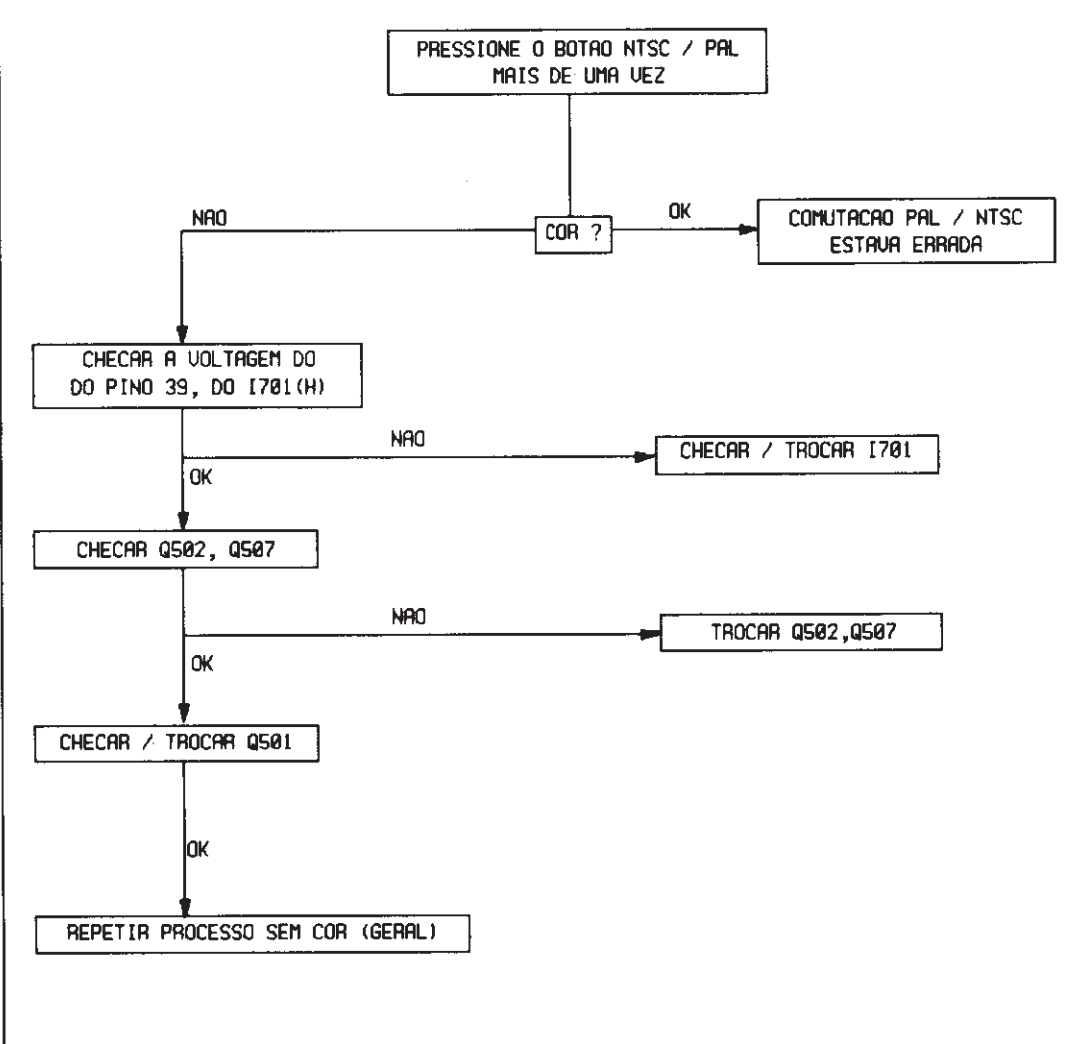 PRESSIONE O BOTAO NTSC / PAL
MAIS DE UMA VEZ
NAO
COR ?
OK
COMUTACAO PAL / NTSC
ESTAVA ERRADA
CHECAR A VOLTAGEM DO
DO PINO 39, DO I701(H)
NAO
CHECAR / TROCAR I701
OK
CHECAR Q502, Q507
NAO
TROCAR Q502,Q507
OK
CHECAR / TROCAR Q501
OK
REPETIR PROCESSO SEM COR (GERAL)